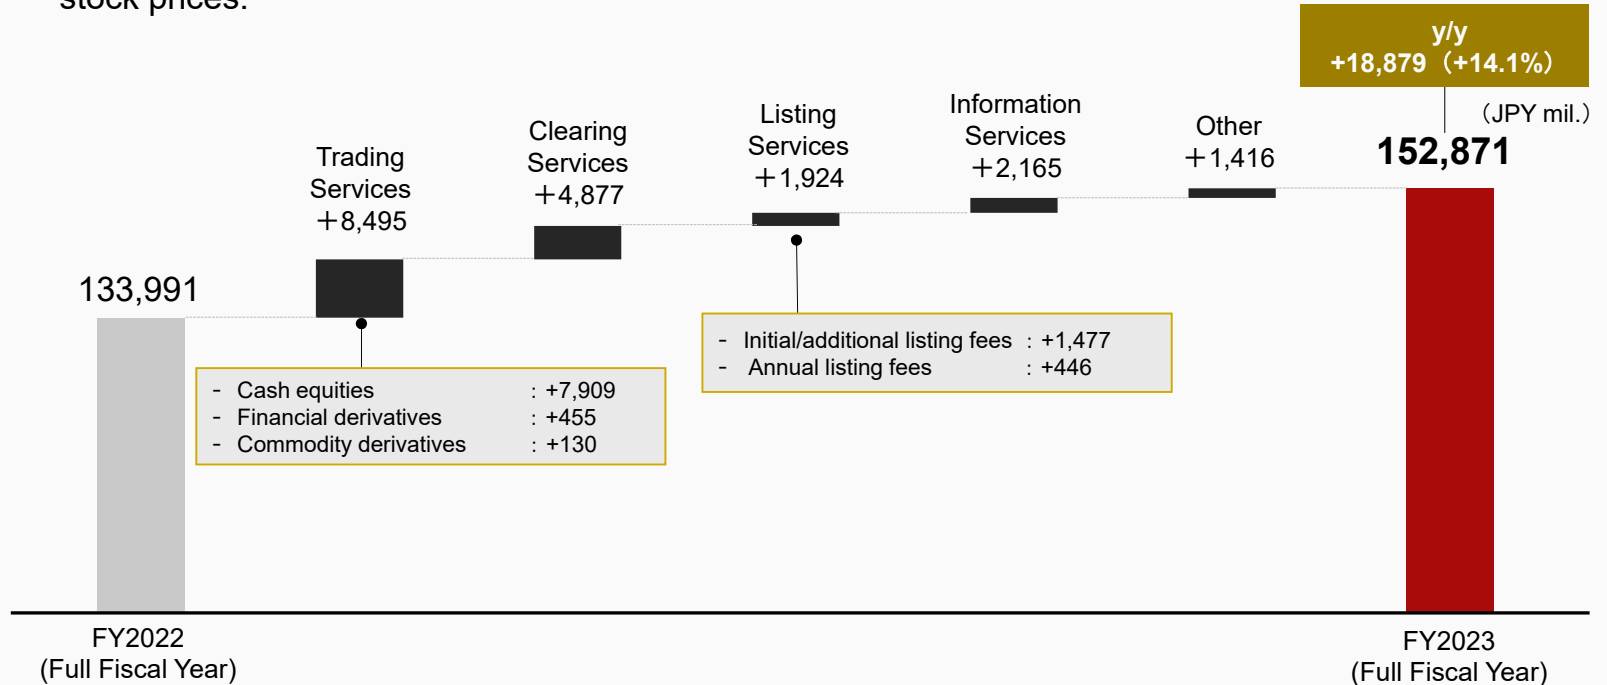 stock prices.
y/y
+18,879（+14.1%）
（JPY mil.）
Trading
Services
＋8,495
Clearing
Services
＋4,877
Listing
Services
＋1,924
Information
Services
＋2,165
Other
＋1,416
152,871
133,991
- Cash equities : +7,909
- Financial derivatives : +455
- Commodity derivatives : +130
- Initial/additional listing fees : +1,477
- Annual listing fees : +446
FY2022
(Full Fiscal Year)
FY2023
(Full Fiscal Year)